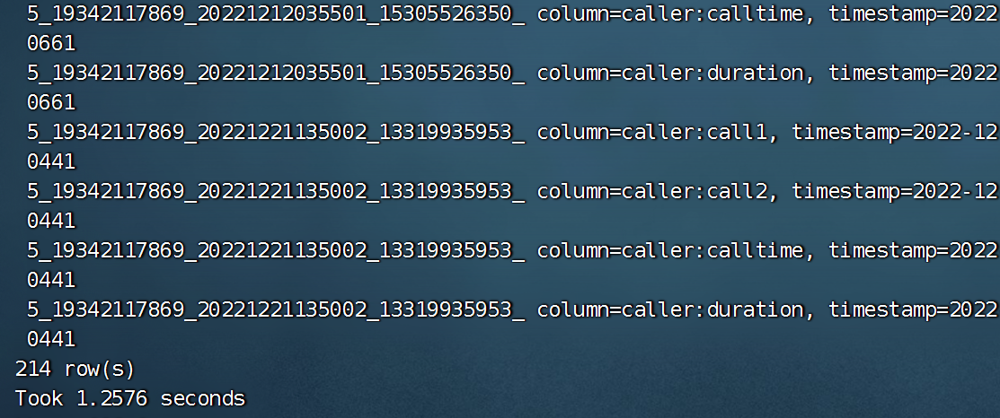 5_19342117869_20221212035501_15305526350_ column=caller:calltime, timestamp=2022
0661
5_19342117869_20221212035501_15305526350_ column=caller:duration, timestamp=2022
0661
5_19342117869_20221221135002_13319935953_ column=caller:call1, timestamp=2022-12
0441
5_19342117869_20221221135002_13319935953_ column=caller:call2, timestamp=2022-12
0441
5_19342117869_20221221135002_13319935953_ column=caller:calltime, timestamp=2022
0441
5_19342117869_20221221135002_13319935953_ column=caller:duration, timestamp=2022
0441
214 row(s)
Took 1.2576 seconds